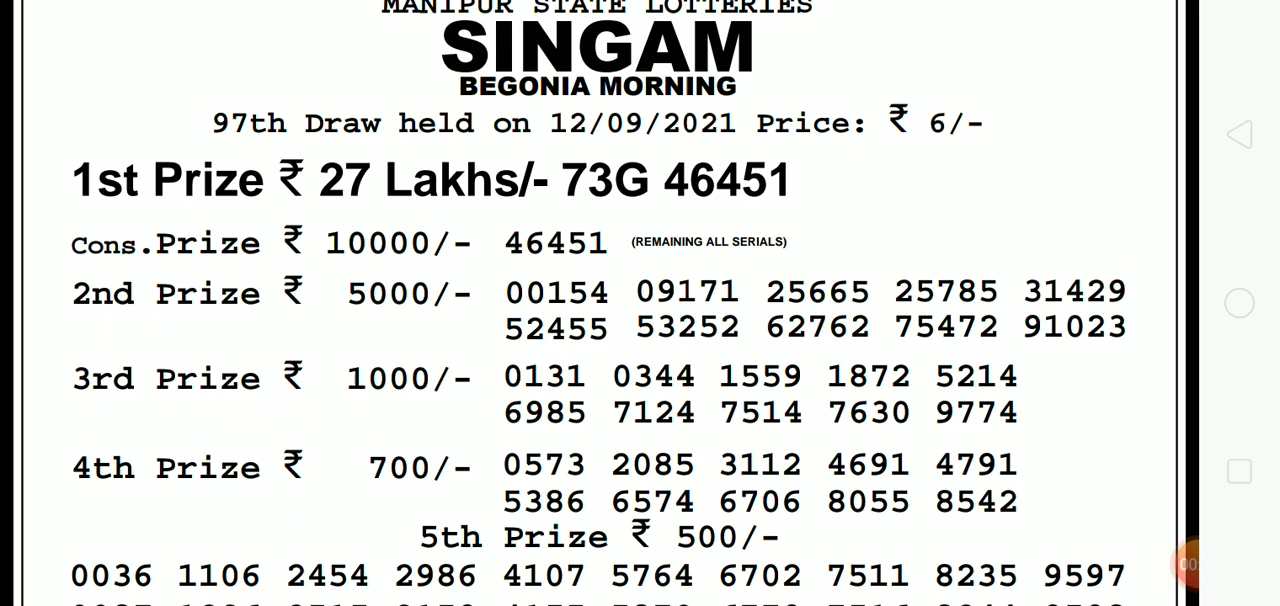 MANIPUR STATE LOTTERIES
SINGAM
BEGONIA MORNING
97th Draw held on 12/09/2021 Price: ₹ 6/-
1st Prize ₹ 27 Lakhs/- 73G 46451
Cons.Prize ₹ 10000/- 46451 (REMAINING ALL SERIALS)
2nd Prize ₹ 5000/- 00154 09171 25665 25785 31429
52455 53252 62762 75472 91023
3rd Prize ₹ 1000/- 0131 0344 1559 1872 5214
6985 7124 7514 7630 9774
4th Prize ₹ 700/- 0573 2085 3112 4691 4791
5386 6574 6706 8055 8542
5th Prize ₹ 500/-
0036 1106 2454 2986 4107 5764 6702 7511 8235 9597